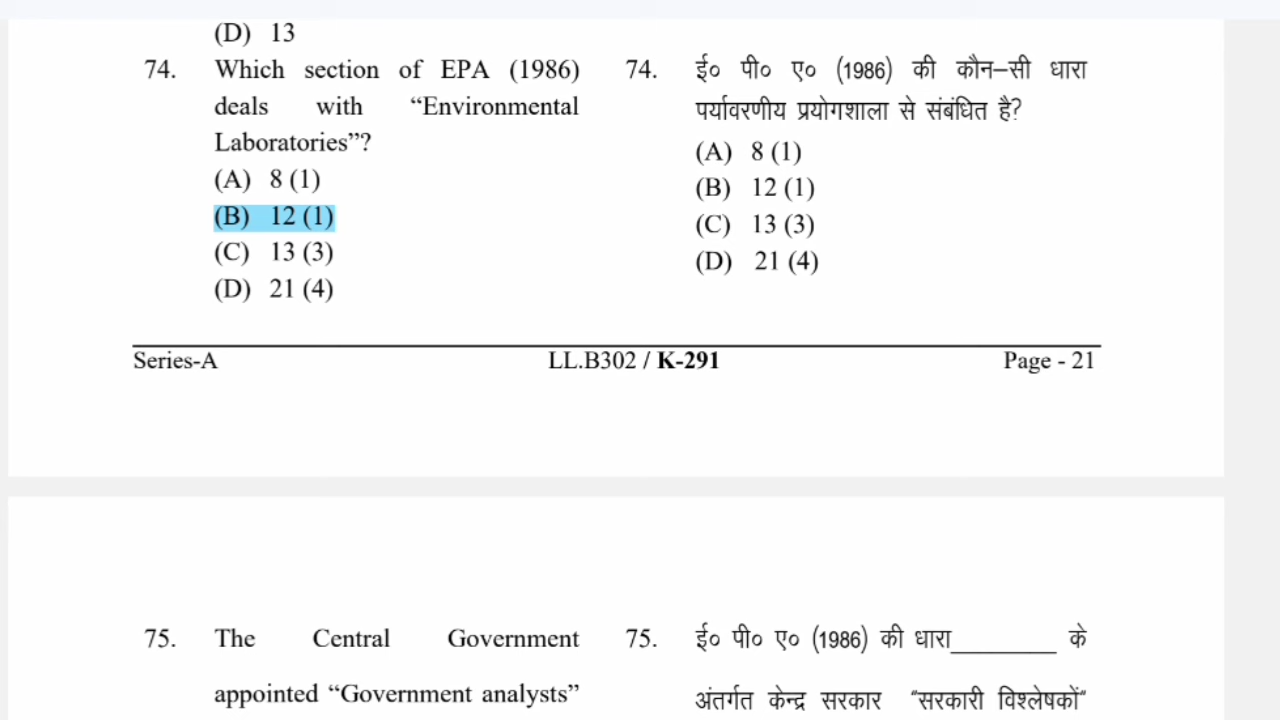 (D) 13
74. Which section of EPA (1986)
deals with “Environmental
Laboratories”?
(A) 8 (1)
(B) 12 (1)
(C) 13 (3)
(D) 21 (4)
74. ई० पी० ए० (1986) की कौन–सी धारा
पर्यावरणीय प्रयोगशाला से संबंधित है?
(A) 8 (1)
(B) 12 (1)
(C) 13 (3)
(D) 21 (4)
Series-A LL.B302 / K-291 Page - 21
75. The Central Government
appointed “Government analysts”
75. ई० पी० ए० (1986) की धारा_________ के
अंतर्गत केन्द्र सरकार “सरकारी विश्लेषकों“